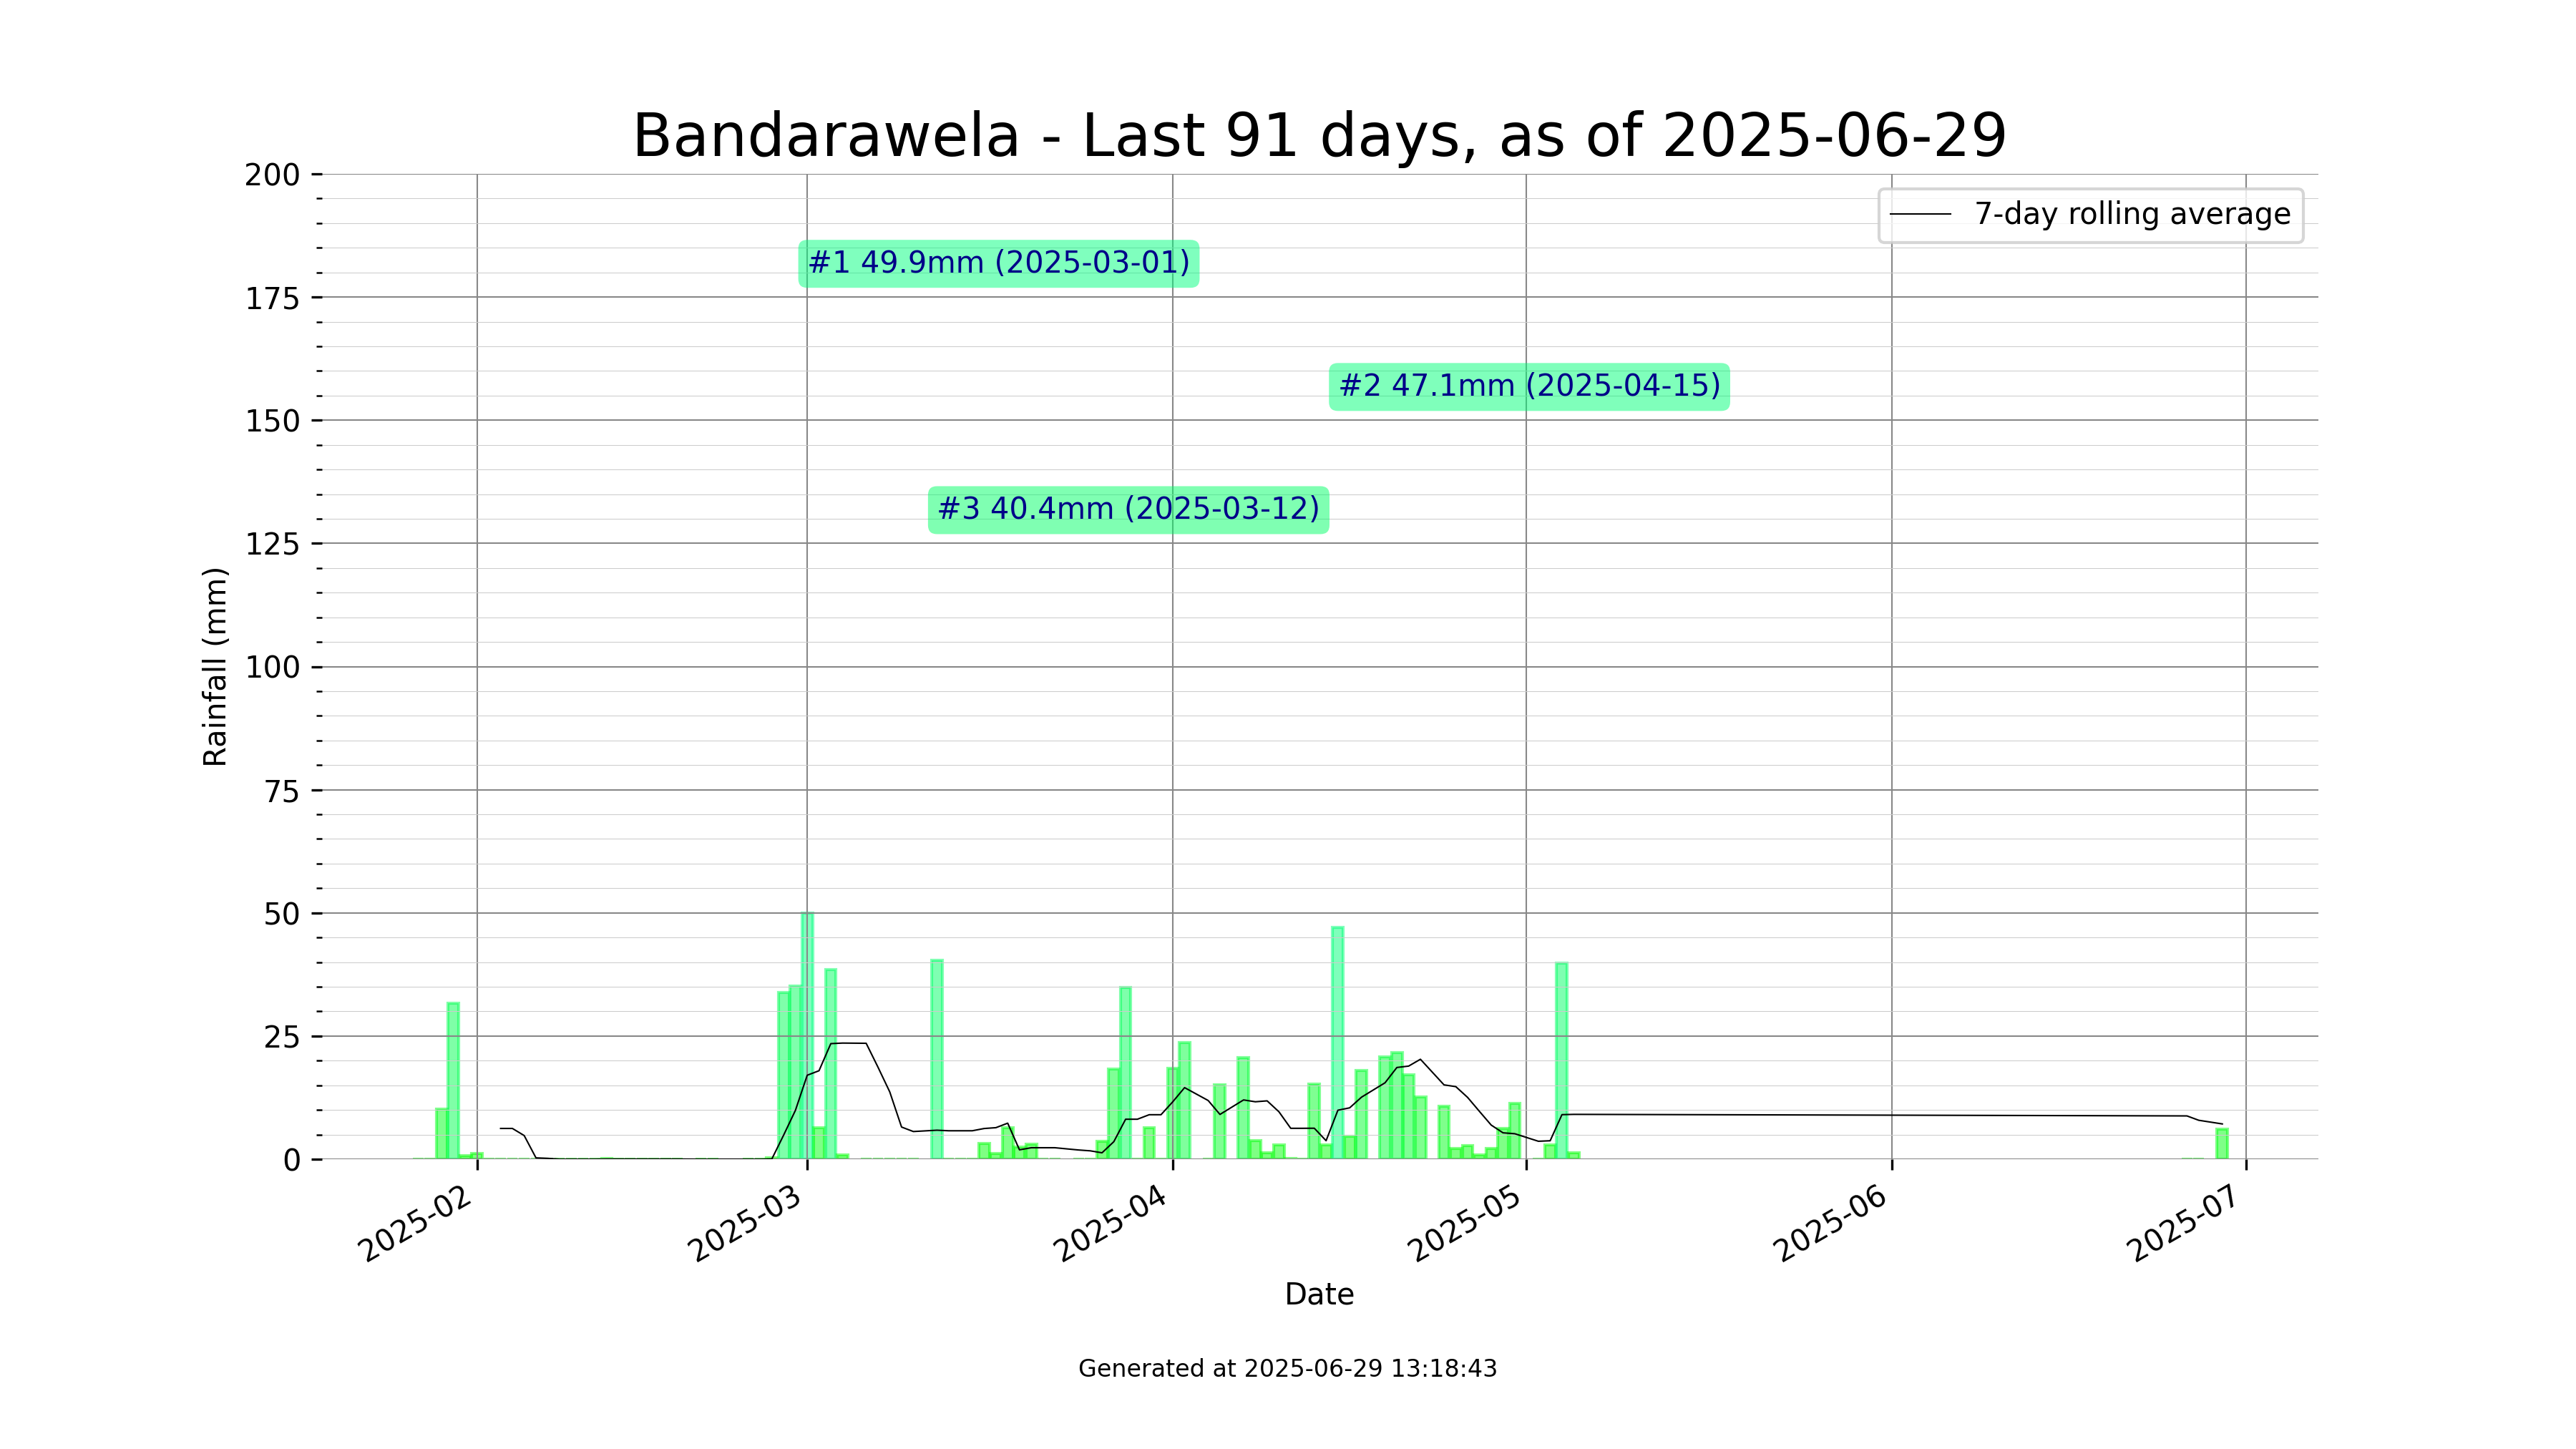 Bandarawela - Last 91 days, as of 2025-06-29
7-day rolling average
#1 49.9mm (2025-03-01)
#2 47.1mm (2025-04-15)
#3 40.4mm (2025-03-12)
Rainfall (mm)
200
175
150
125
100
75
50
25
0
2025-02
2025-03
2025-04
2025-05
2025-06
2025-07
Date
Generated at 2025-06-29 13:18:43